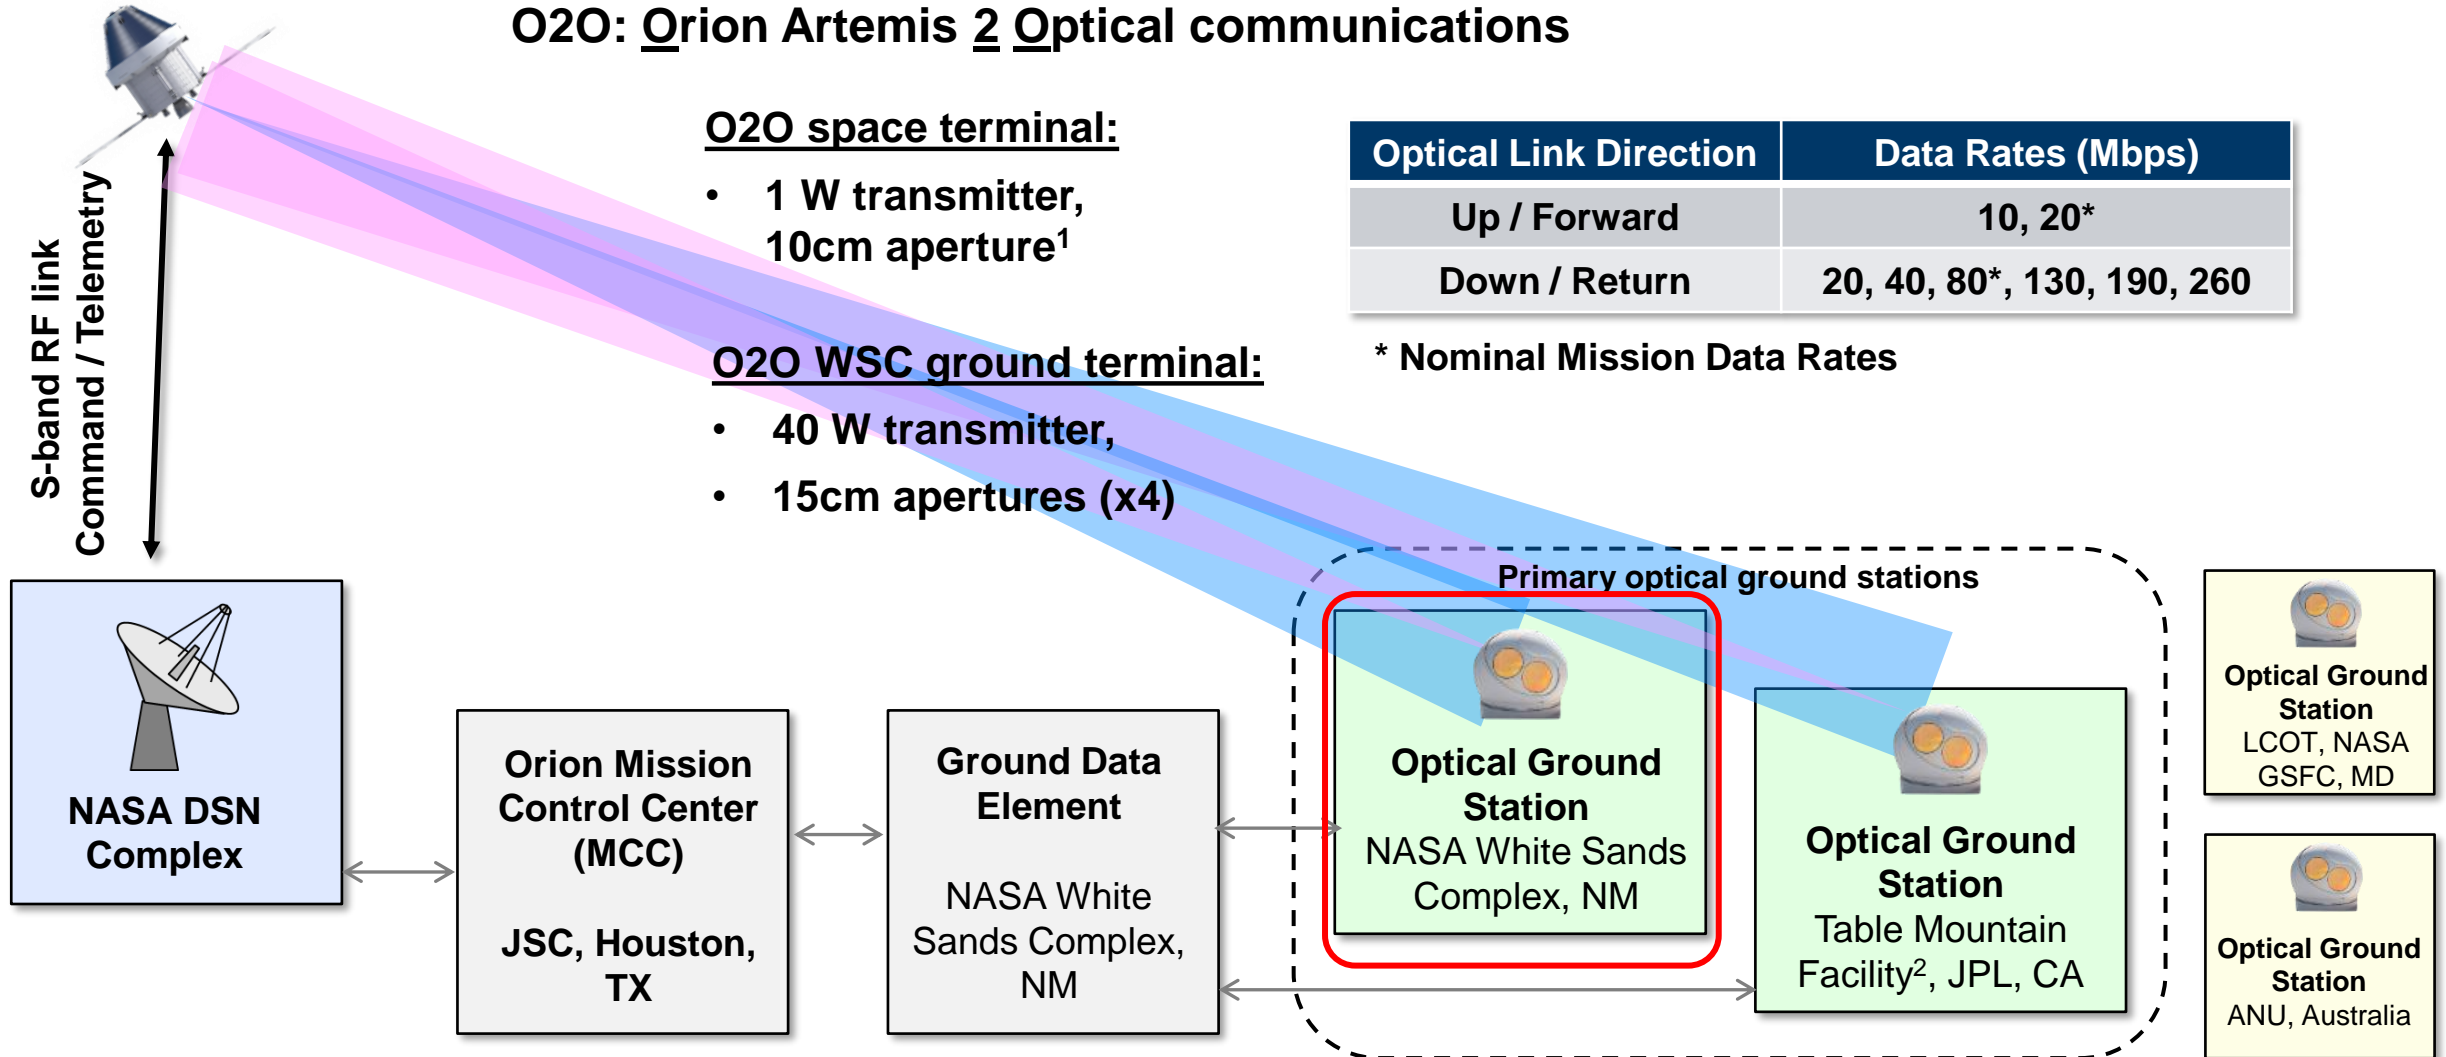 O2O: Orion Artemis 2 Optical communications
O2O space terminal:
• 1 W transmitter,
10cm aperture¹
Optical Link Direction Data Rates (Mbps)
Up / Forward 10, 20*
Down / Return 20, 40, 80*, 130, 190, 260
* Nominal Mission Data Rates
S-band RF link
Command / Telemetry
O2O WSC ground terminal:
• 40 W transmitter,
• 15cm apertures (x4)
Primary optical ground stations
NASA DSN
Complex
Orion Mission
Control Center
(MCC)
JSC, Houston,
TX
Ground Data
Element
NASA White
Sands Complex,
NM
Optical Ground
Station
NASA White Sands
Complex, NM
Optical Ground
Station
Table Mountain
Facility², JPL, CA
Optical Ground
Station
LCOT, NASA
GSFC, MD
Optical Ground
Station
ANU, Australia